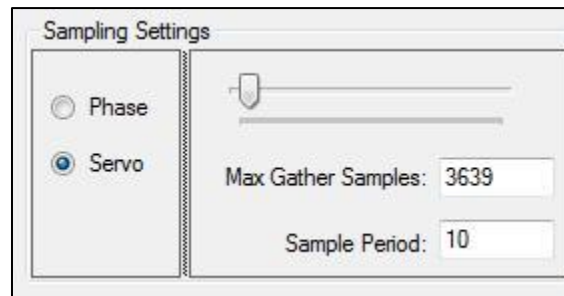 Sampling Settings
Phase
Servo
Max Gather Samples: 3639
Sample Period: 10